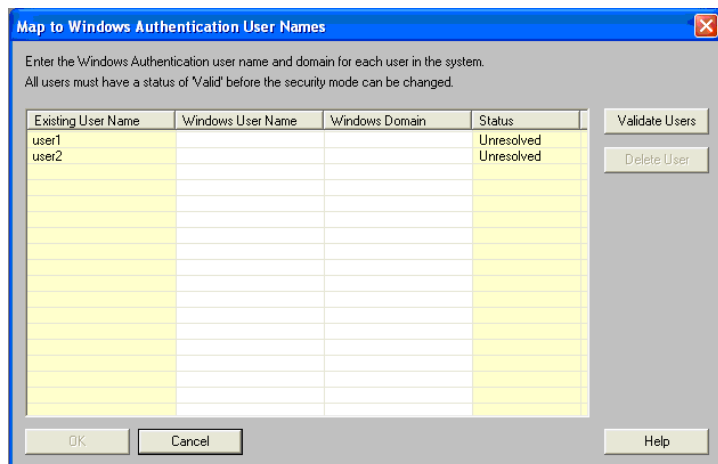 Map to Windows Authentication User Names
Enter the Windows Authentication user name and domain for each user in the system.
All users must have a status of 'Valid' before the security mode can be changed.
Existing User Name Windows User Name Windows Domain Status Validate Users
user1 Unresolved
user2 Unresolved Delete User
OK Cancel Help